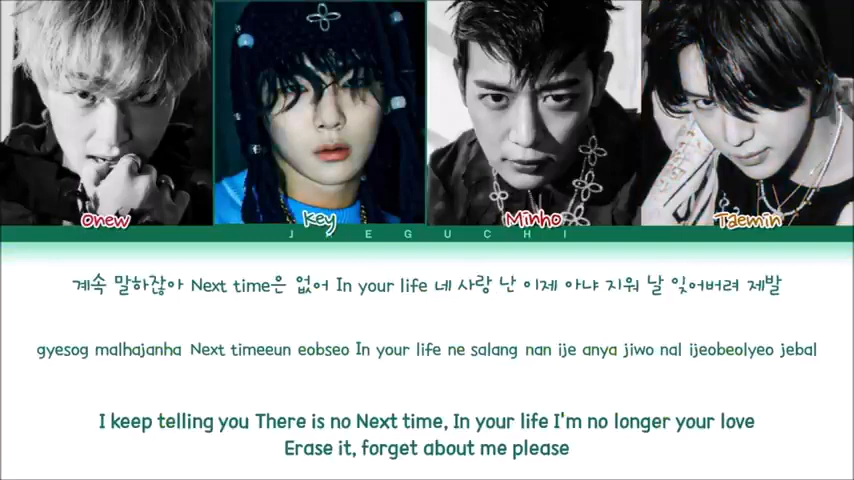 Onew
Key
Minho
Taemin
JAEGUCHI
계속 말하잖아 Next time은 없어 In your life 네 사랑 난 이제 아냐 지워 날 잊어버려 제발
gyesog malhajanha Next timeeun eobseo In your life ne salang nan ije anya jiwo nal ijeobeolyeo jebal
I keep telling you There is no Next time, In your life I'm no longer your love
Erase it, forget about me please